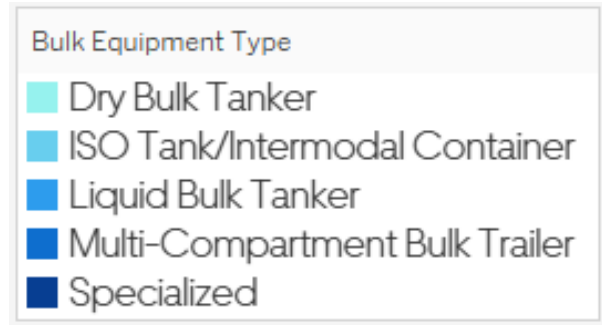 Bulk Equipment Type
Dry Bulk Tanker
ISO Tank/Intermodal Container
Liquid Bulk Tanker
Multi-Compartment Bulk Trailer
Specialized